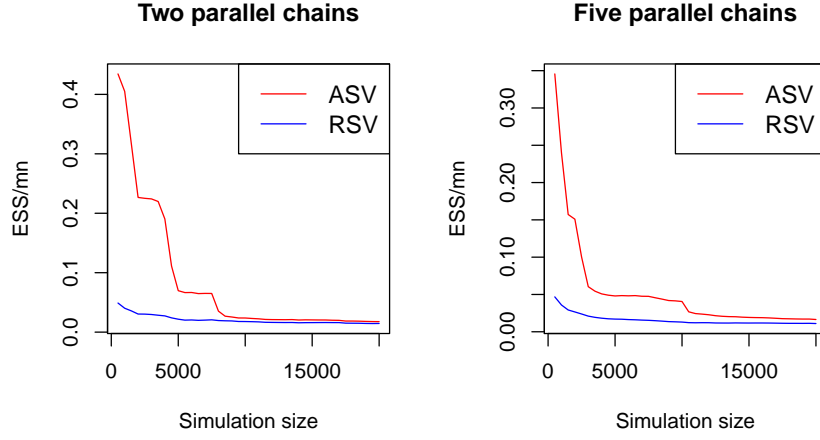 Two parallel chains
ESS/mn
0.0
0.1
0.2
0.3
0.4
ASV
RSV
0
5000
15000
Simulation size
Five parallel chains
ESS/mn
0.00
0.10
0.20
0.30
ASV
RSV
0
5000
15000
Simulation size